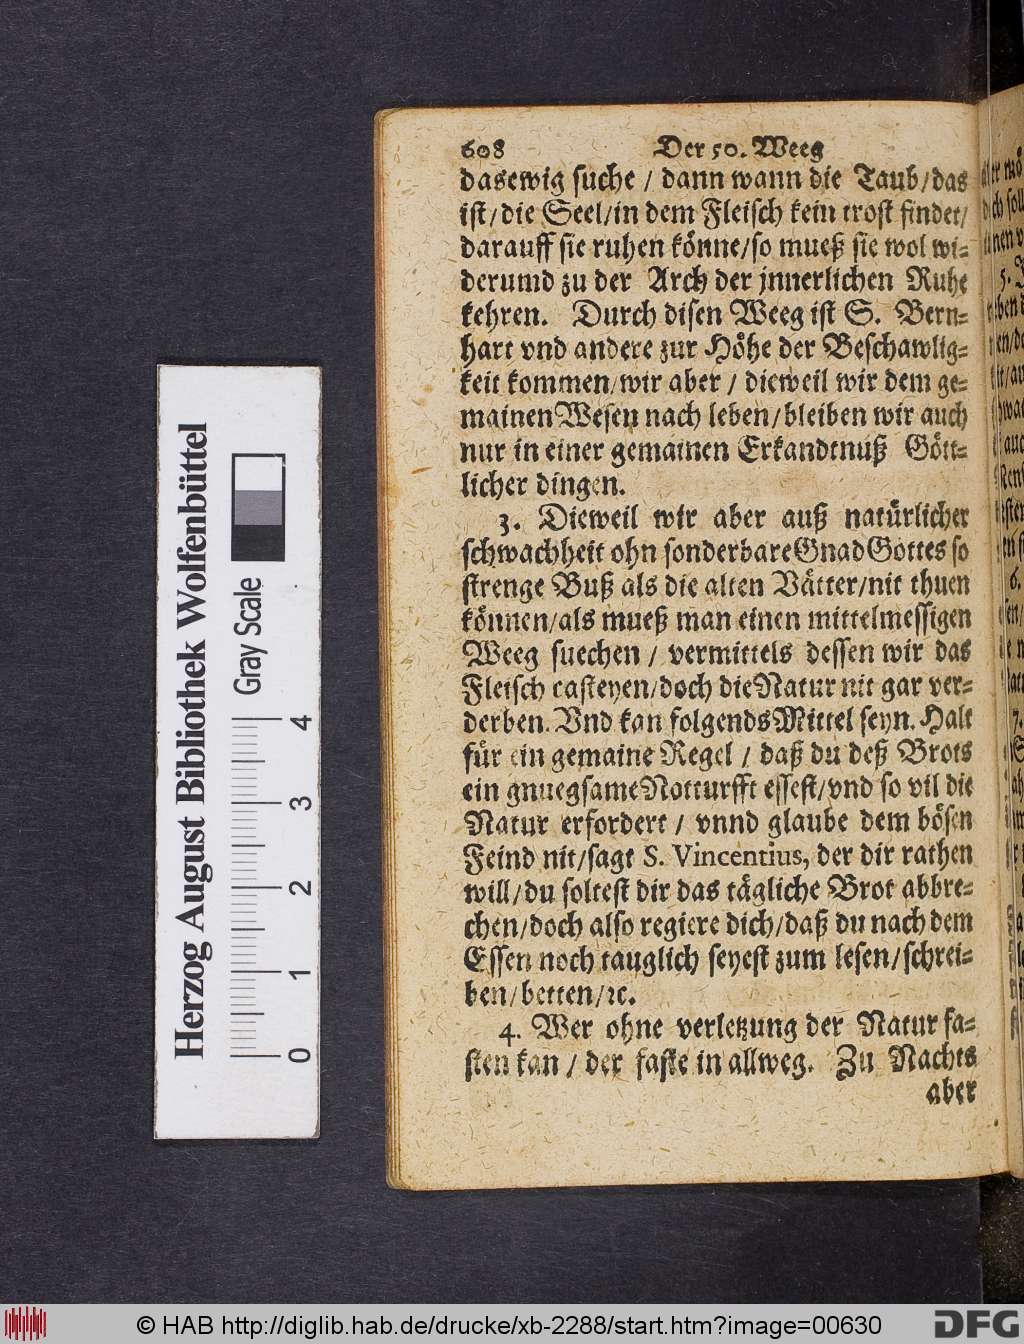 608 Der 50. Weeg
das ewig suche / dann wann die Taub/das
ist/die Seel/in dem Fleisch kein trost findet/
darauff sie ruhen könne/so mueß sie wol wi-
derumd zu der Arch der jnnerlichen Ruhe
kehren. Durch disen Weeg ist S. Bern-
hart vnd andere zur Höhe der Beschawlig-
keit kommen/wir aber / dieweil wir dem ge-
mainen Wesen nach leben/bleiben wir auch
nur in einer gemainen Erkandtnuß Gött-
licher dingen.
3. Dieweil wir aber auß natürlicher
schwachheit ohn sonderbare Gnad Gottes so
strenge Buß als die alten Vätter/nit thuen
können/als mueß man einen mittelmessigen
Weeg suechen / vermittels dessen wir das
Fleisch casteyen/doch die Natur nit gar ver-
derben. Vnd kan folgends Mittel seyn. Halt
für ein gemaine Regel / daß du deß Brots
ein gnuegsame Notturfft essest/vnd so vil die
Natur erfordert / vnnd glaube dem bösen
Feind nit/sagt S. Vincentius, der dir rathen
will/du soltest dir das tägliche Brot abbre-
chen/doch also regiere dich/daß du nach dem
Essen noch tauglich seyest zum lesen/schrei-
ben/betten/ꝛc.
4. Wer ohne verletzung der Natur fa-
sten kan / der faste in allweg. Zu Nachts
aber
Herzog August Bibliothek Wolfenbüttel
Gray Scale
0 1 2 3 4
© HAB http://diglib.hab.de/drucke/xb-2288/start.htm?image=00630
DFG